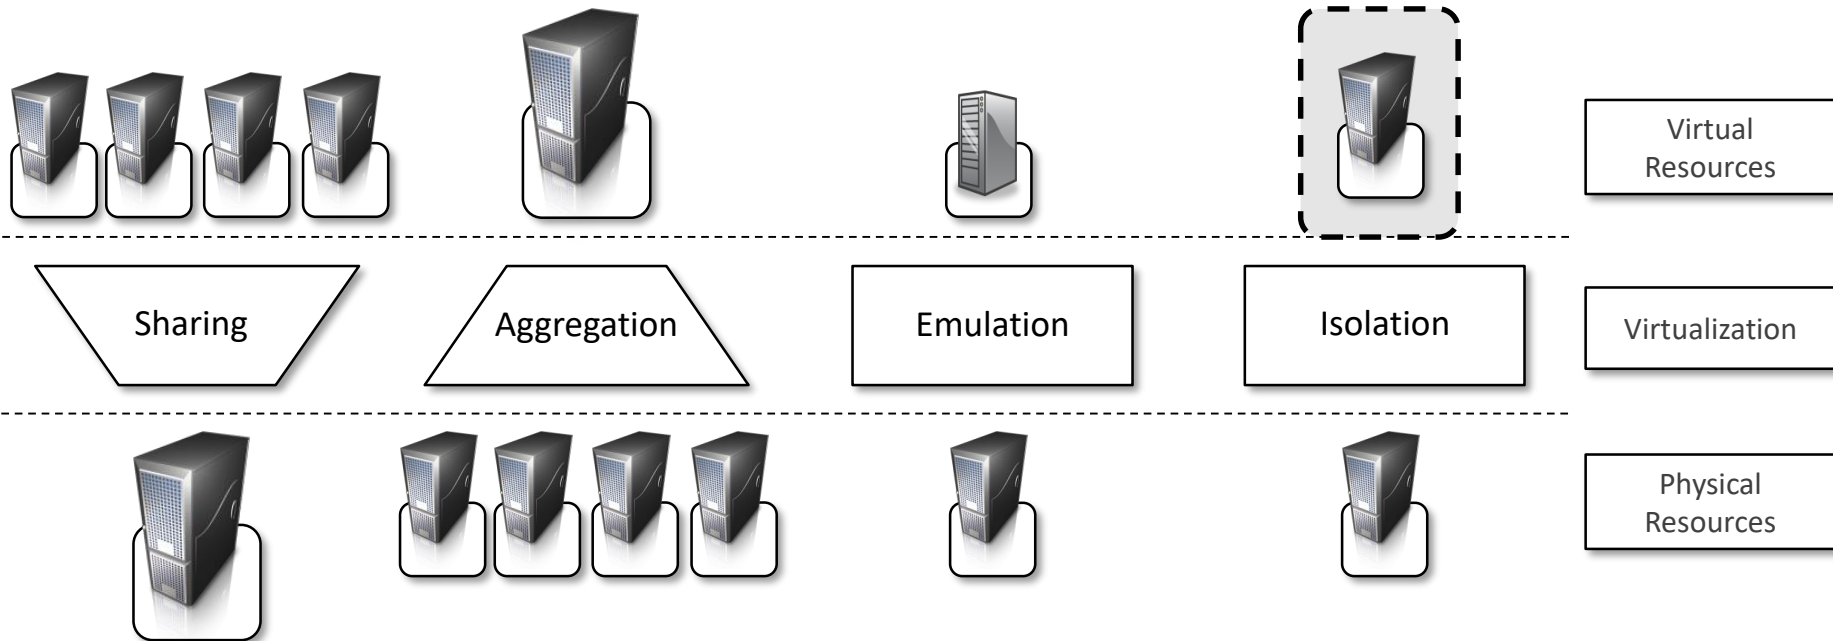 Virtual
Resources
Sharing
Aggregation
Emulation
Isolation
Virtualization
Physical
Resources